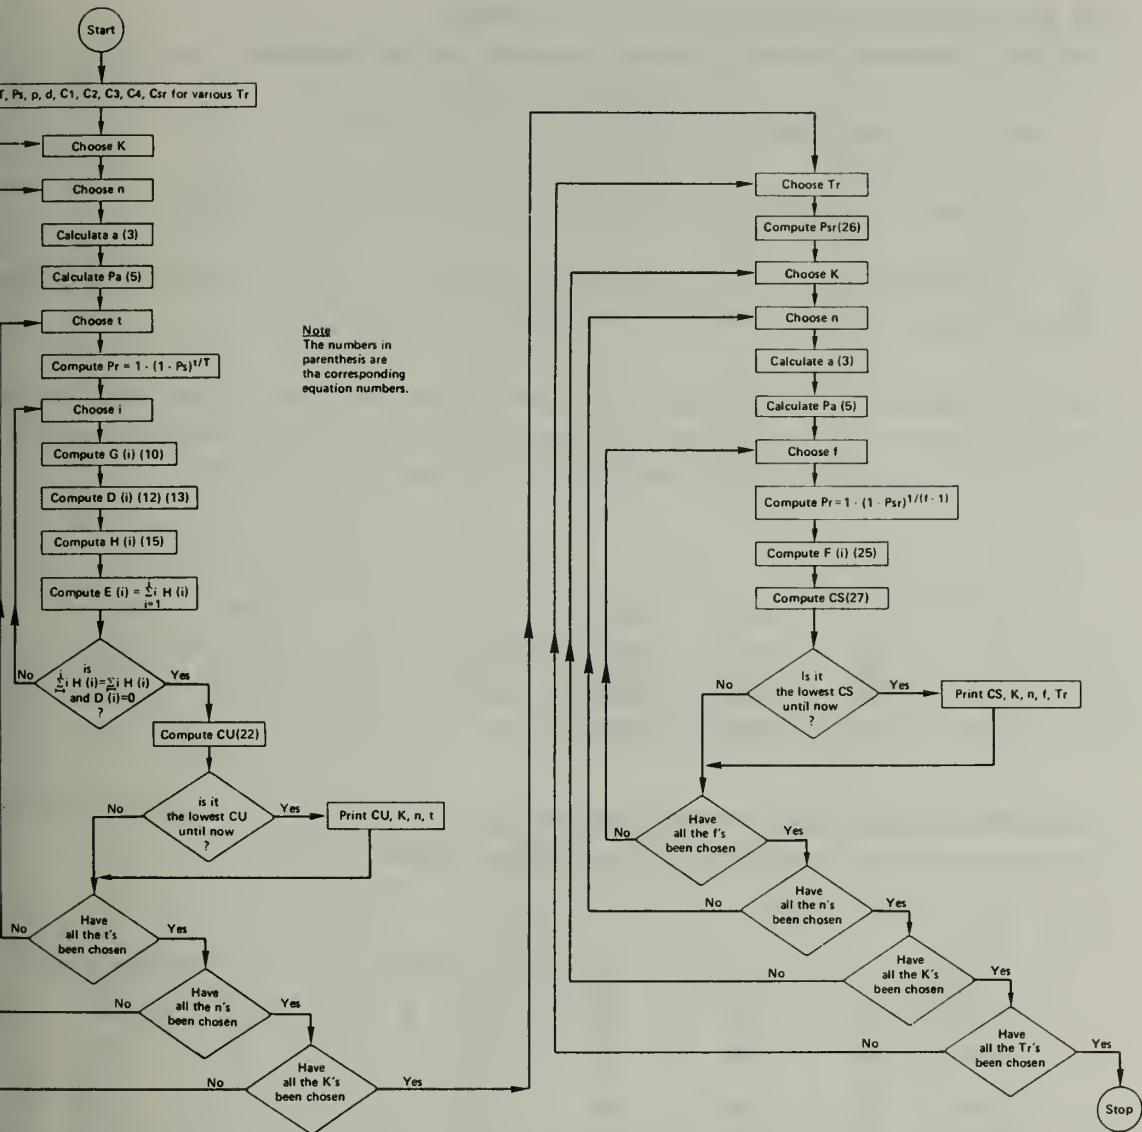 Start
T, Ps, p, d, C1, C2, C3, C4, Csr for various Tr
Choose K
Choose n
Calculata a (3)
Calculate Pa (5)
Choose t
Compute Pr = 1 - (1 - Ps)^t/T
Choose i
Compute G (i) (10)
Compute D (i) (12) (13)
Computa H (i) (15)
Compute E (i) = Σi H (i)
i=1
is
Σi H (i)=Σi H (i)
and D (i)=0
?
No
Yes
Compute CU(22)
is it
the lowest CU
until now
?
No
Yes
Print CU, K, n, t
Have
all the t's
been chosen
No
Yes
Have
all the n's
been chosen
No
Yes
Have
all the K's
been chosen
No
Yes
Note
The numbers in
parenthesis are
tha corresponding
equation numbers.
Choose Tr
Compute Psr(26)
Choose K
Choose n
Calculate a (3)
Calculate Pa (5)
Choose f
Compute Pr = 1 - (1 - Psr)^1/(f - 1)
Compute F (i) (25)
Compute CS(27)
Is it
the lowest CS
until now
?
No
Yes
Print CS, K, n, f, Tr
Have
all the f's
been chosen
No
Yes
Have
all the n's
been chosen
No
Yes
Have
all the K's
been chosen
No
Yes
Have
all the Tr's
been chosen
No
Yes
Stop